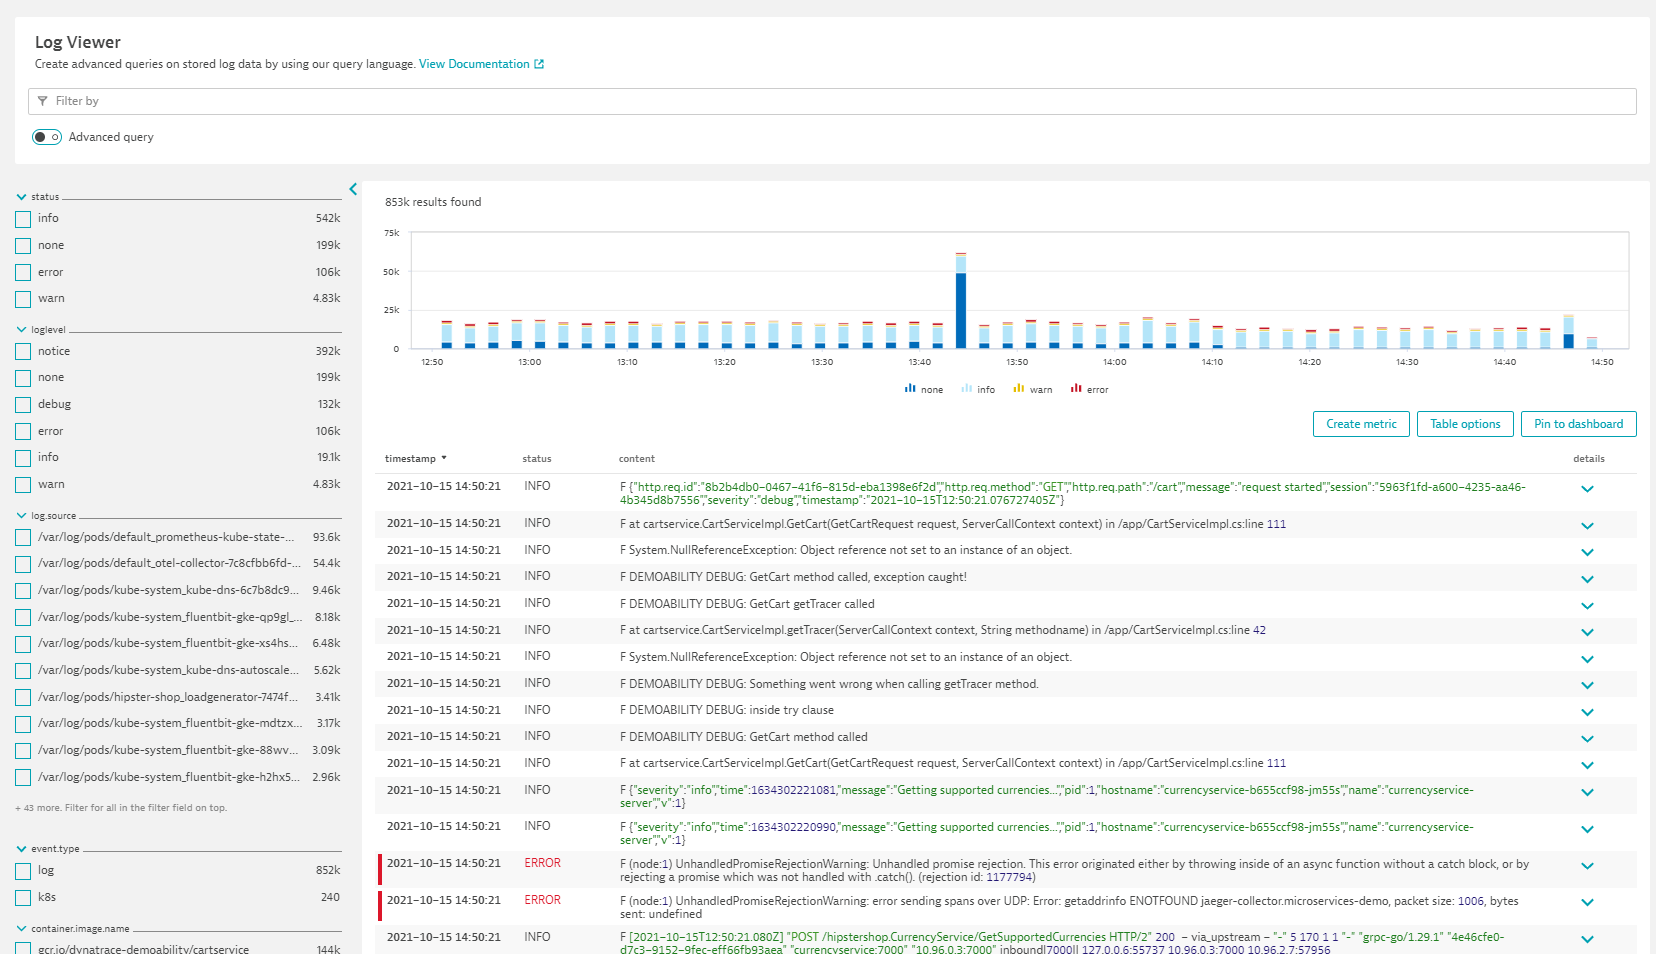 Log Viewer
Create advanced queries on stored log data by using our query language. View Documentation
Filter by
Advanced query
status
info 542k
none 199k
error 106k
warn 4.83k
loglevel
notice 392k
none 199k
debug 132k
error 106k
info 19.1k
warn 4.83k
log.source
/var/log/pods/default_prometheus-kube-state-... 93.6k
/var/log/pods/default_otel-collector-7c8cfbb6fd-... 54.4k
/var/log/pods/kube-system_kube-dns-6c7b8dc9... 9.46k
/var/log/pods/kube-system_fluentbit-gke-qp9gl_... 8.18k
/var/log/pods/kube-system_fluentbit-gke-xs4hs... 6.48k
/var/log/pods/kube-system_kube-dns-autoscale... 5.62k
/var/log/pods/hipster-shop_loadgenerator-7474f... 3.41k
/var/log/pods/kube-system_fluentbit-gke-mdtzx... 3.17k
/var/log/pods/kube-system_fluentbit-gke-88wv... 3.09k
/var/log/pods/kube-system_fluentbit-gke-h2hx5... 2.96k
+ 43 more. Filter for all in the filter field on top.
event.type
log 852k
k8s 240
container.image.name
gcr.io/dynatrace-demoability/cartservice 144k
853k results found
75k
50k
25k
0
12:50 13:00 13:10 13:20 13:30 13:40 13:50 14:00 14:10 14:20 14:30 14:40 14:50
none info warn error
Create metric Table options Pin to dashboard
timestamp status content details
2021-10-15 14:50:21 INFO F {"http.req.id":"8b2b4db0-0467-41f6-815d-eba1398e6f2d","http.req.method":"GET","http.req.path":"/cart","message":"request started","session":"5963f1fd-a600-4235-aa46-
4b345d8b7556","severity":"debug","timestamp":"2021-10-15T12:50:21.076727405Z"}
2021-10-15 14:50:21 INFO F at cartservice.CartServiceImpl.GetCart(GetCartRequest request, ServerCallContext context) in /app/CartServiceImpl.cs:line 111
2021-10-15 14:50:21 INFO F System.NullReferenceException: Object reference not set to an instance of an object.
2021-10-15 14:50:21 INFO F DEMOABILITY DEBUG: GetCart method called, exception caught!
2021-10-15 14:50:21 INFO F DEMOABILITY DEBUG: GetCart getTracer called
2021-10-15 14:50:21 INFO F at cartservice.CartServiceImpl.getTracer(ServerCallContext context, String methodname) in /app/CartServiceImpl.cs:line 42
2021-10-15 14:50:21 INFO F System.NullReferenceException: Object reference not set to an instance of an object.
2021-10-15 14:50:21 INFO F DEMOABILITY DEBUG: Something went wrong when calling getTracer method.
2021-10-15 14:50:21 INFO F DEMOABILITY DEBUG: inside try clause
2021-10-15 14:50:21 INFO F DEMOABILITY DEBUG: GetCart method called
2021-10-15 14:50:21 INFO F at cartservice.CartServiceImpl.GetCart(GetCartRequest request, ServerCallContext context) in /app/CartServiceImpl.cs:line 111
2021-10-15 14:50:21 INFO F {"severity":"info","time":1634302221081,"message":"Getting supported currencies...","pid":1,"hostname":"currencyservice-b655ccf98-jm55s","name":"currencyservice-
server","v":1}
2021-10-15 14:50:21 INFO F {"severity":"info","time":1634302220990,"message":"Getting supported currencies...","pid":1,"hostname":"currencyservice-b655ccf98-jm55s","name":"currencyservice-
server","v":1}
2021-10-15 14:50:21 ERROR F (node:1) UnhandledPromiseRejectionWarning: Unhandled promise rejection. This error originated either by throwing inside of an async function without a catch block, or by
rejecting a promise which was not handled with .catch(). (rejection id: 1177794)
2021-10-15 14:50:21 ERROR F (node:1) UnhandledPromiseRejectionWarning: error sending spans over UDP: Error: getaddrinfo ENOTFOUND jaeger-collector.microservices-demo, packet size: 1006, bytes
sent: undefined
2021-10-15 14:50:21 INFO F [2021-10-15T12:50:21.080Z] "POST /hipstershop.CurrencyService/GetSupportedCurrencies HTTP/2" 200 - via_upstream - "-" 5 170 1 1 "-" "grpc-go/1.29.1" "4e46cfe0-
d7c3-9152-9fec-eff66fb93aea" "currencyservice:7000" "10.96.0.3:7000" inbound|7000|| 127.0.0.6:55737 10.96.0.3:7000 10.96.2.7:57956